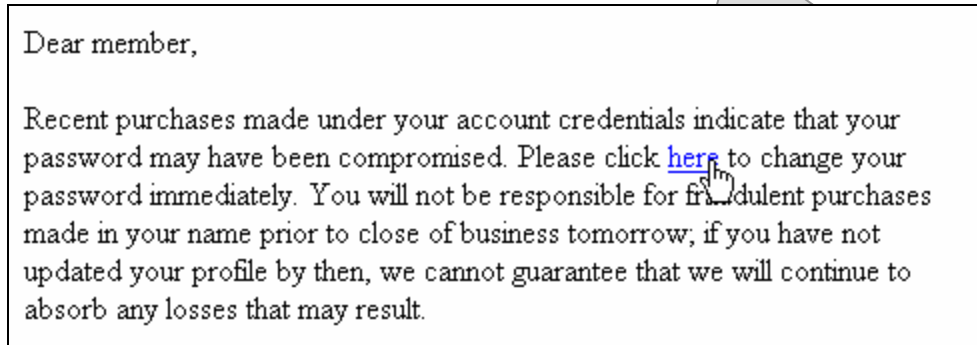 Dear member,
Recent purchases made under your account credentials indicate that your
password may have been compromised. Please click here to change your
password immediately. You will not be responsible for fraudulent purchases
made in your name prior to close of business tomorrow; if you have not
updated your profile by then, we cannot guarantee that we will continue to
absorb any losses that may result.